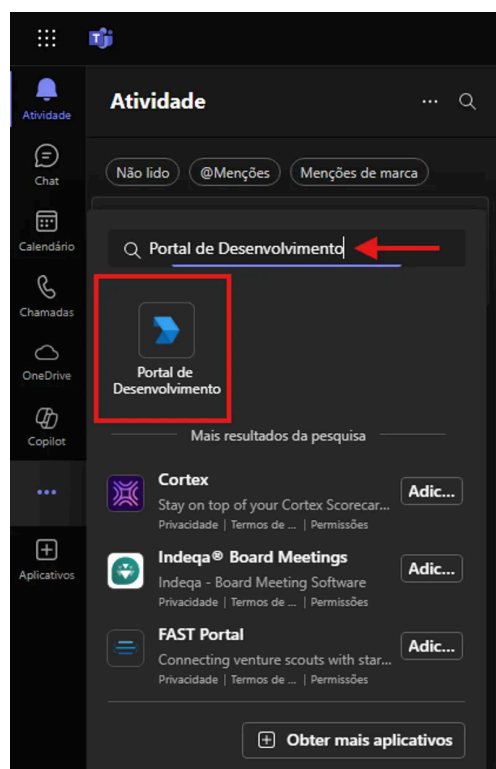 Atividade
Atividade
Chat
Não lido
@Menções
Menções de marca
Calendário
Portal de Desenvolvimento
Chamadas
OneDrive
Portal de
Desenvolvimento
Copilot
Mais resultados da pesquisa
Cortex
Stay on top of your Cortex Scorecar...
Privacidade | Termos de ... | Permissões
Adic...
Aplicativos
Indeqa® Board Meetings
Indeqa - Board Meeting Software
Privacidade | Termos de ... | Permissões
Adic...
FAST Portal
Connecting venture scouts with star...
Privacidade | Termos de ... | Permissões
Adic...
Obter mais aplicativos